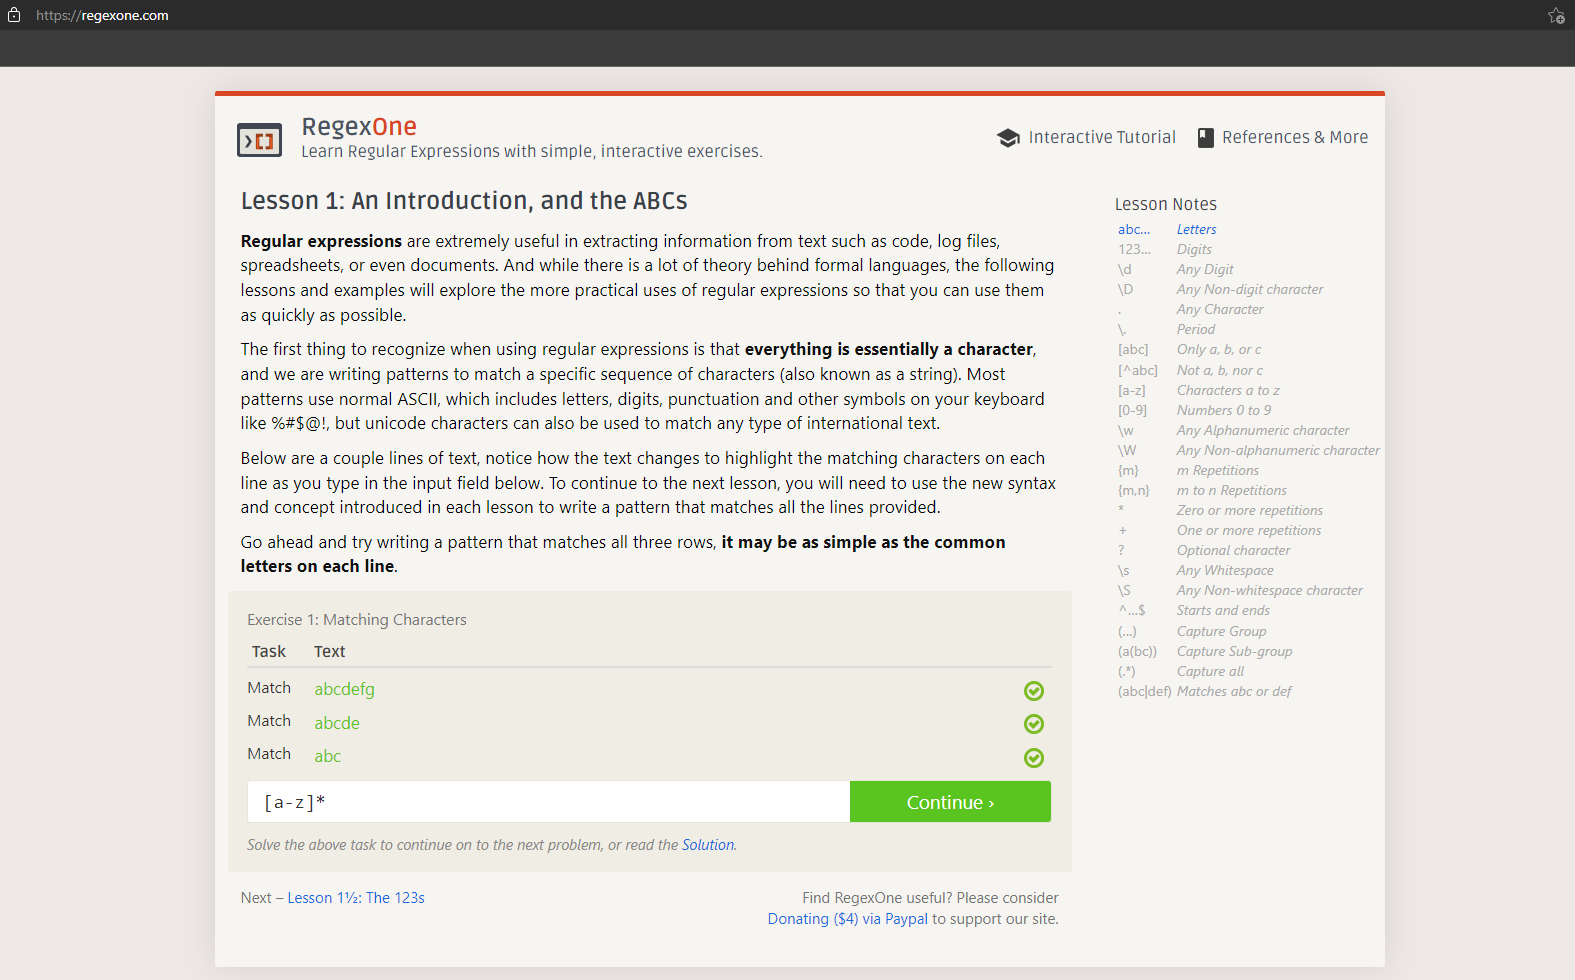 https://regexone.com
RegexOne
Learn Regular Expressions with simple, interactive exercises.
Interactive Tutorial
References & More
Lesson 1: An Introduction, and the ABCs
Regular expressions are extremely useful in extracting information from text such as code, log files,
spreadsheets, or even documents. And while there is a lot of theory behind formal languages, the following
lessons and examples will explore the more practical uses of regular expressions so that you can use them
as quickly as possible.
The first thing to recognize when using regular expressions is that everything is essentially a character,
and we are writing patterns to match a specific sequence of characters (also known as a string). Most
patterns use normal ASCII, which includes letters, digits, punctuation and other symbols on your keyboard
like %#$@!, but unicode characters can also be used to match any type of international text.
Below are a couple lines of text, notice how the text changes to highlight the matching characters on each
line as you type in the input field below. To continue to the next lesson, you will need to use the new syntax
and concept introduced in each lesson to write a pattern that matches all the lines provided.
Go ahead and try writing a pattern that matches all three rows, it may be as simple as the common
letters on each line.
Exercise 1: Matching Characters
Task Text
Match abcdefg
Match abcde
Match abc
[a-z]*
Continue ›
Solve the above task to continue on to the next problem, or read the Solution.
Next – Lesson 1½: The 123s
Find RegexOne useful? Please consider
Donating ($4) via Paypal to support our site.
Lesson Notes
abc... Letters
123... Digits
\d Any Digit
\D Any Non-digit character
. Any Character
\. Period
[abc] Only a, b, or c
[^abc] Not a, b, nor c
[a-z] Characters a to z
[0-9] Numbers 0 to 9
\w Any Alphanumeric character
\W Any Non-alphanumeric character
{m} m Repetitions
{m,n} m to n Repetitions
* Zero or more repetitions
+ One or more repetitions
? Optional character
\s Any Whitespace
\S Any Non-whitespace character
^...$ Starts and ends
(...) Capture Group
(a(bc)) Capture Sub-group
(.*) Capture all
(abc|def) Matches abc or def